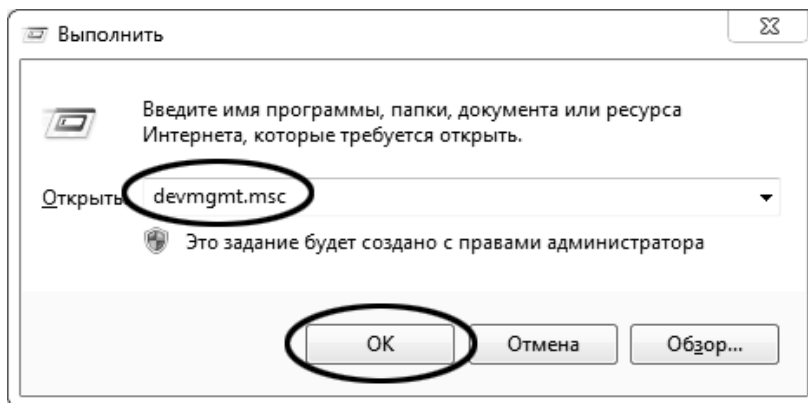 Выполнить
Введите имя программы, папки, документа или ресурса
Интернета, которые требуется открыть.
Открыть devmgmt.msc
Это задание будет создано с правами администратора
ОК Отмена Обзор...